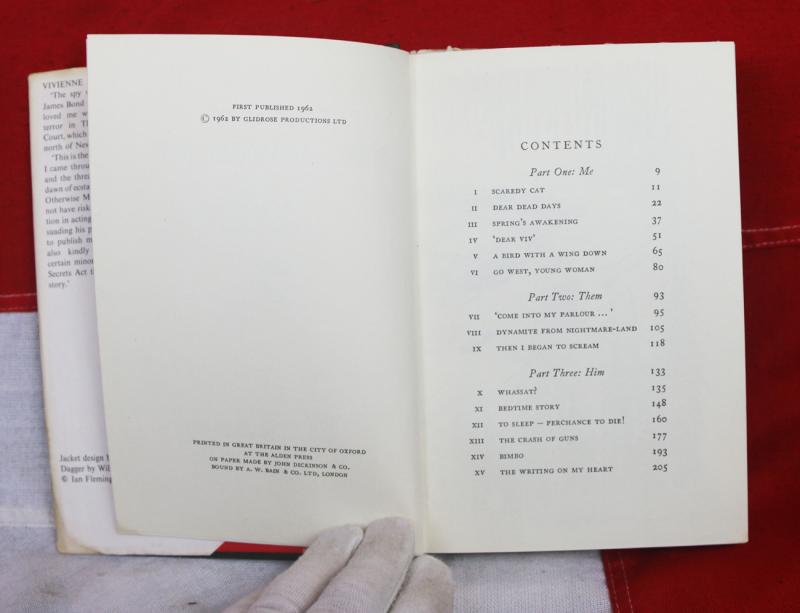 VIVIENNE
'The spy
James Bond
loved me
terror in
Court, which
north of
'This is the
I came
and the
dawn of
Otherwise
not have risk
tion in acting
suading his
to publish
also kindly
certain minor
Secrets Act
story.'
Jacket design
Dagger by
© Ian
FIRST PUBLISHED 1962
© 1962 BY GLIDROSE PRODUCTIONS LTD
PRINTED IN GREAT BRITAIN IN THE CITY OF OXFORD
AT THE ALDEN PRESS
ON PAPER MADE BY JOHN DICKINSON & CO.
BOUND BY A. W. BAIN & CO. LTD, LONDON
CONTENTS
Part One: Me 9
I SCAREDY CAT 11
II DEAR DEAD DAYS 22
III SPRING'S AWAKENING 37
IV 'DEAR VIV' 51
V A BIRD WITH A WING DOWN 65
VI GO WEST, YOUNG WOMAN 80
Part Two: Them 93
VII 'COME INTO MY PARLOUR ...' 95
VIII DYNAMITE FROM NIGHTMARE-LAND 105
IX THEN I BEGAN TO SCREAM 118
Part Three: Him 133
X WHASSAT? 135
XI BEDTIME STORY 148
XII TO SLEEP – PERCHANCE TO DIE! 160
XIII THE CRASH OF GUNS 177
XIV BIMBO 193
XV THE WRITING ON MY HEART 205